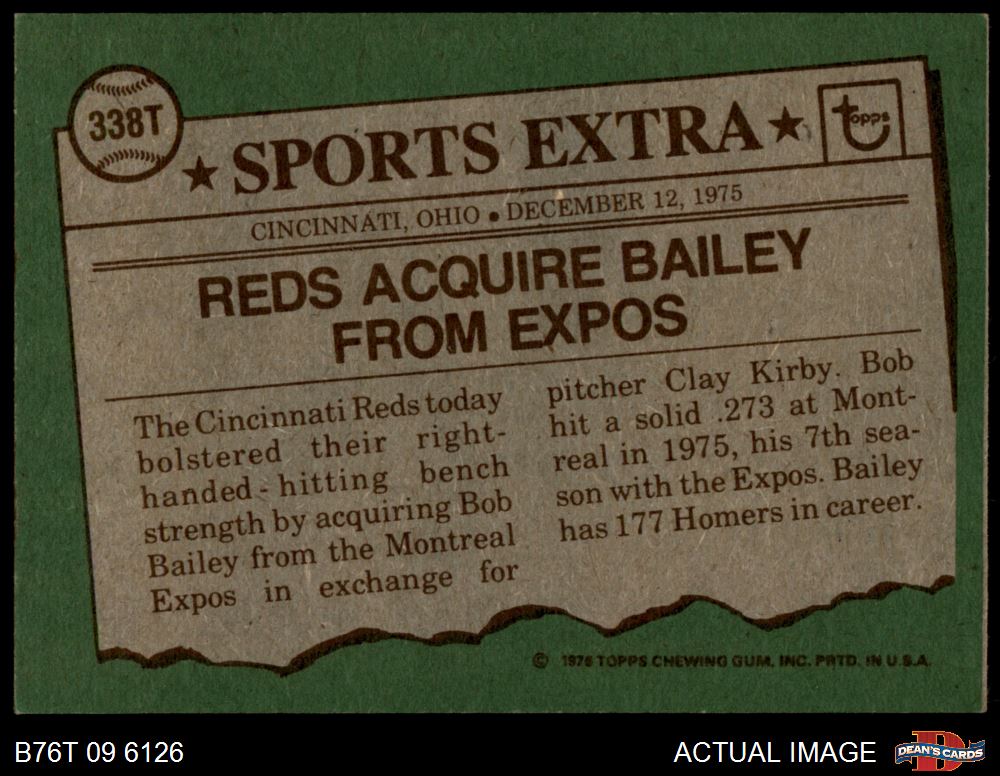 338T
★ SPORTS EXTRA ★
Topps
CINCINNATI, OHIO • DECEMBER 12, 1975
REDS ACQUIRE BAILEY
FROM EXPOS
The Cincinnati Reds today
bolstered their right-
handed-hitting bench
strength by acquiring Bob
Bailey from the Montreal
Expos in exchange for
pitcher Clay Kirby. Bob
hit a solid .273 at Mont-
real in 1975, his 7th sea-
son with the Expos. Bailey
has 177 Homers in career.
© 1976 TOPPS CHEWING GUM, INC. PRTD. IN U.S.A.
B76T 09 6126
ACTUAL IMAGE
DEAN'S CARDS